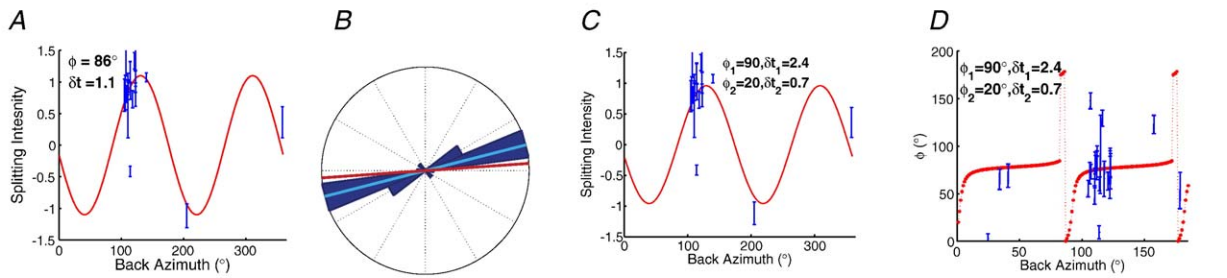 A
B
C
D
φ = 86°
δt = 1.1
Splitting Intensity
1.5
1
0.5
0
-0.5
-1
-1.5
0
100
200
300
Back Azimuth (°)
φ₁=90,δt₁=2.4
φ₂=20,δt₂=0.7
Splitting Intensity
1.5
1
0.5
0
-0.5
-1
-1.5
0
100
200
300
Back Azimuth (°)
φ₁=90°,δt₁=2.4
φ₂=20°,δt₂=0.7
φ (°)
200
150
100
50
0
0
50
100
150
Back Azimuth (°)